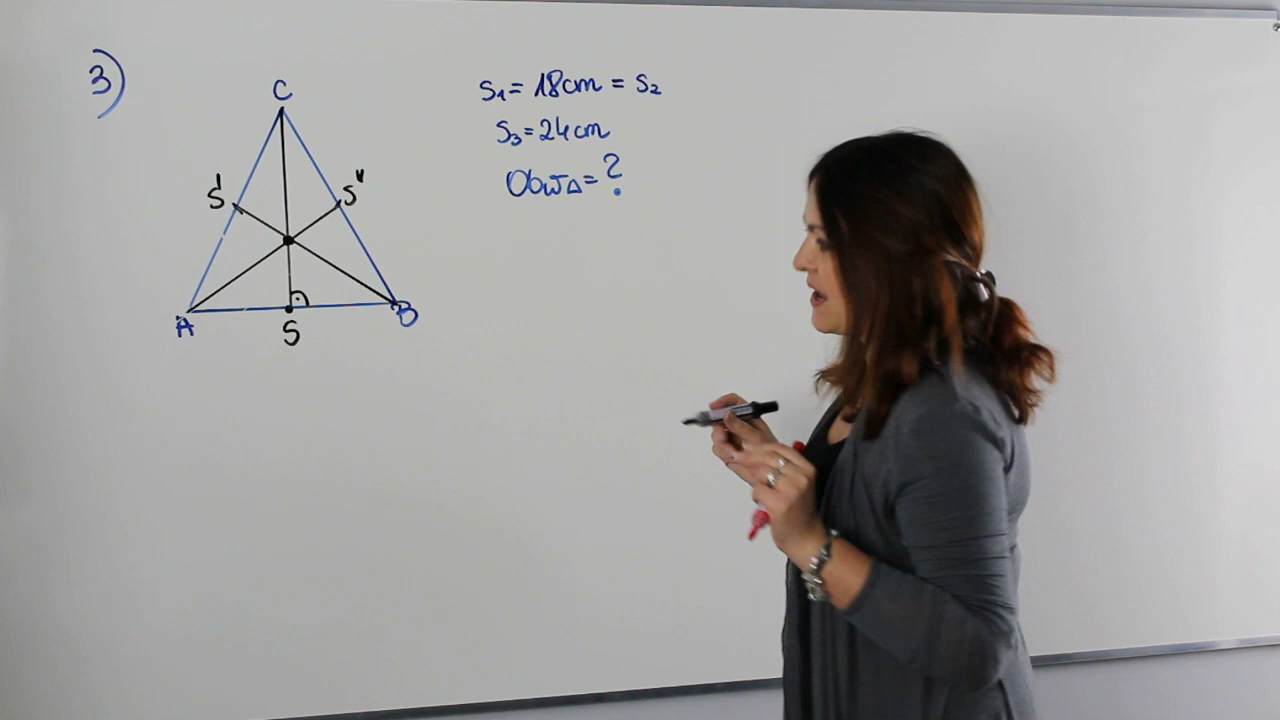 3)
C
S'
S"
A
S
B
S₁ = 18cm = S₂
S₃ = 24cm
Obw△ = ?